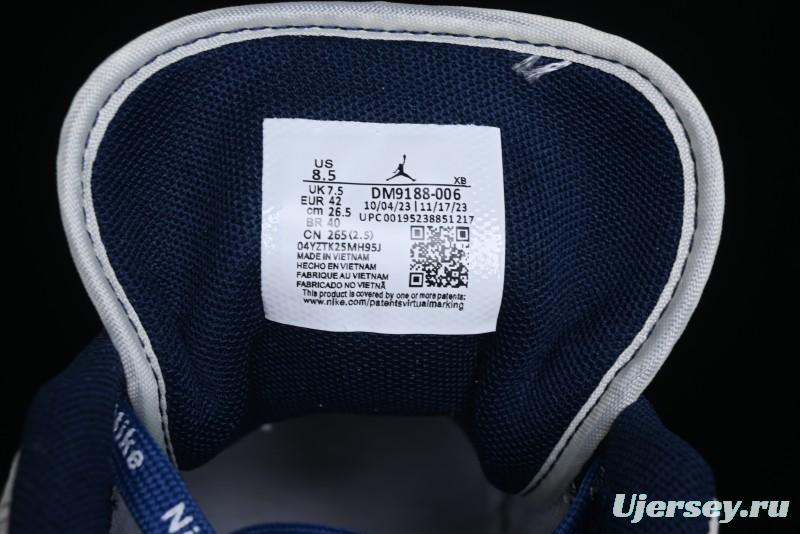 US
8.5
XB
UK 7.5
DM9188-006
EUR 42
10/04/23 | 11/17/23
cm 26.5
UPC00195238851217
BR 40
CN 265(2.5)
04YZTK25MH95J
MADE IN VIETNAM
HECHO EN VIETNAM
FABRIQUE AU VIETNAM
FABRICADO NO VIETNÃ
This product is covered by one or more patents:
www.nike.com/patentsvirtualmarking
Nike
Ujersey.ru